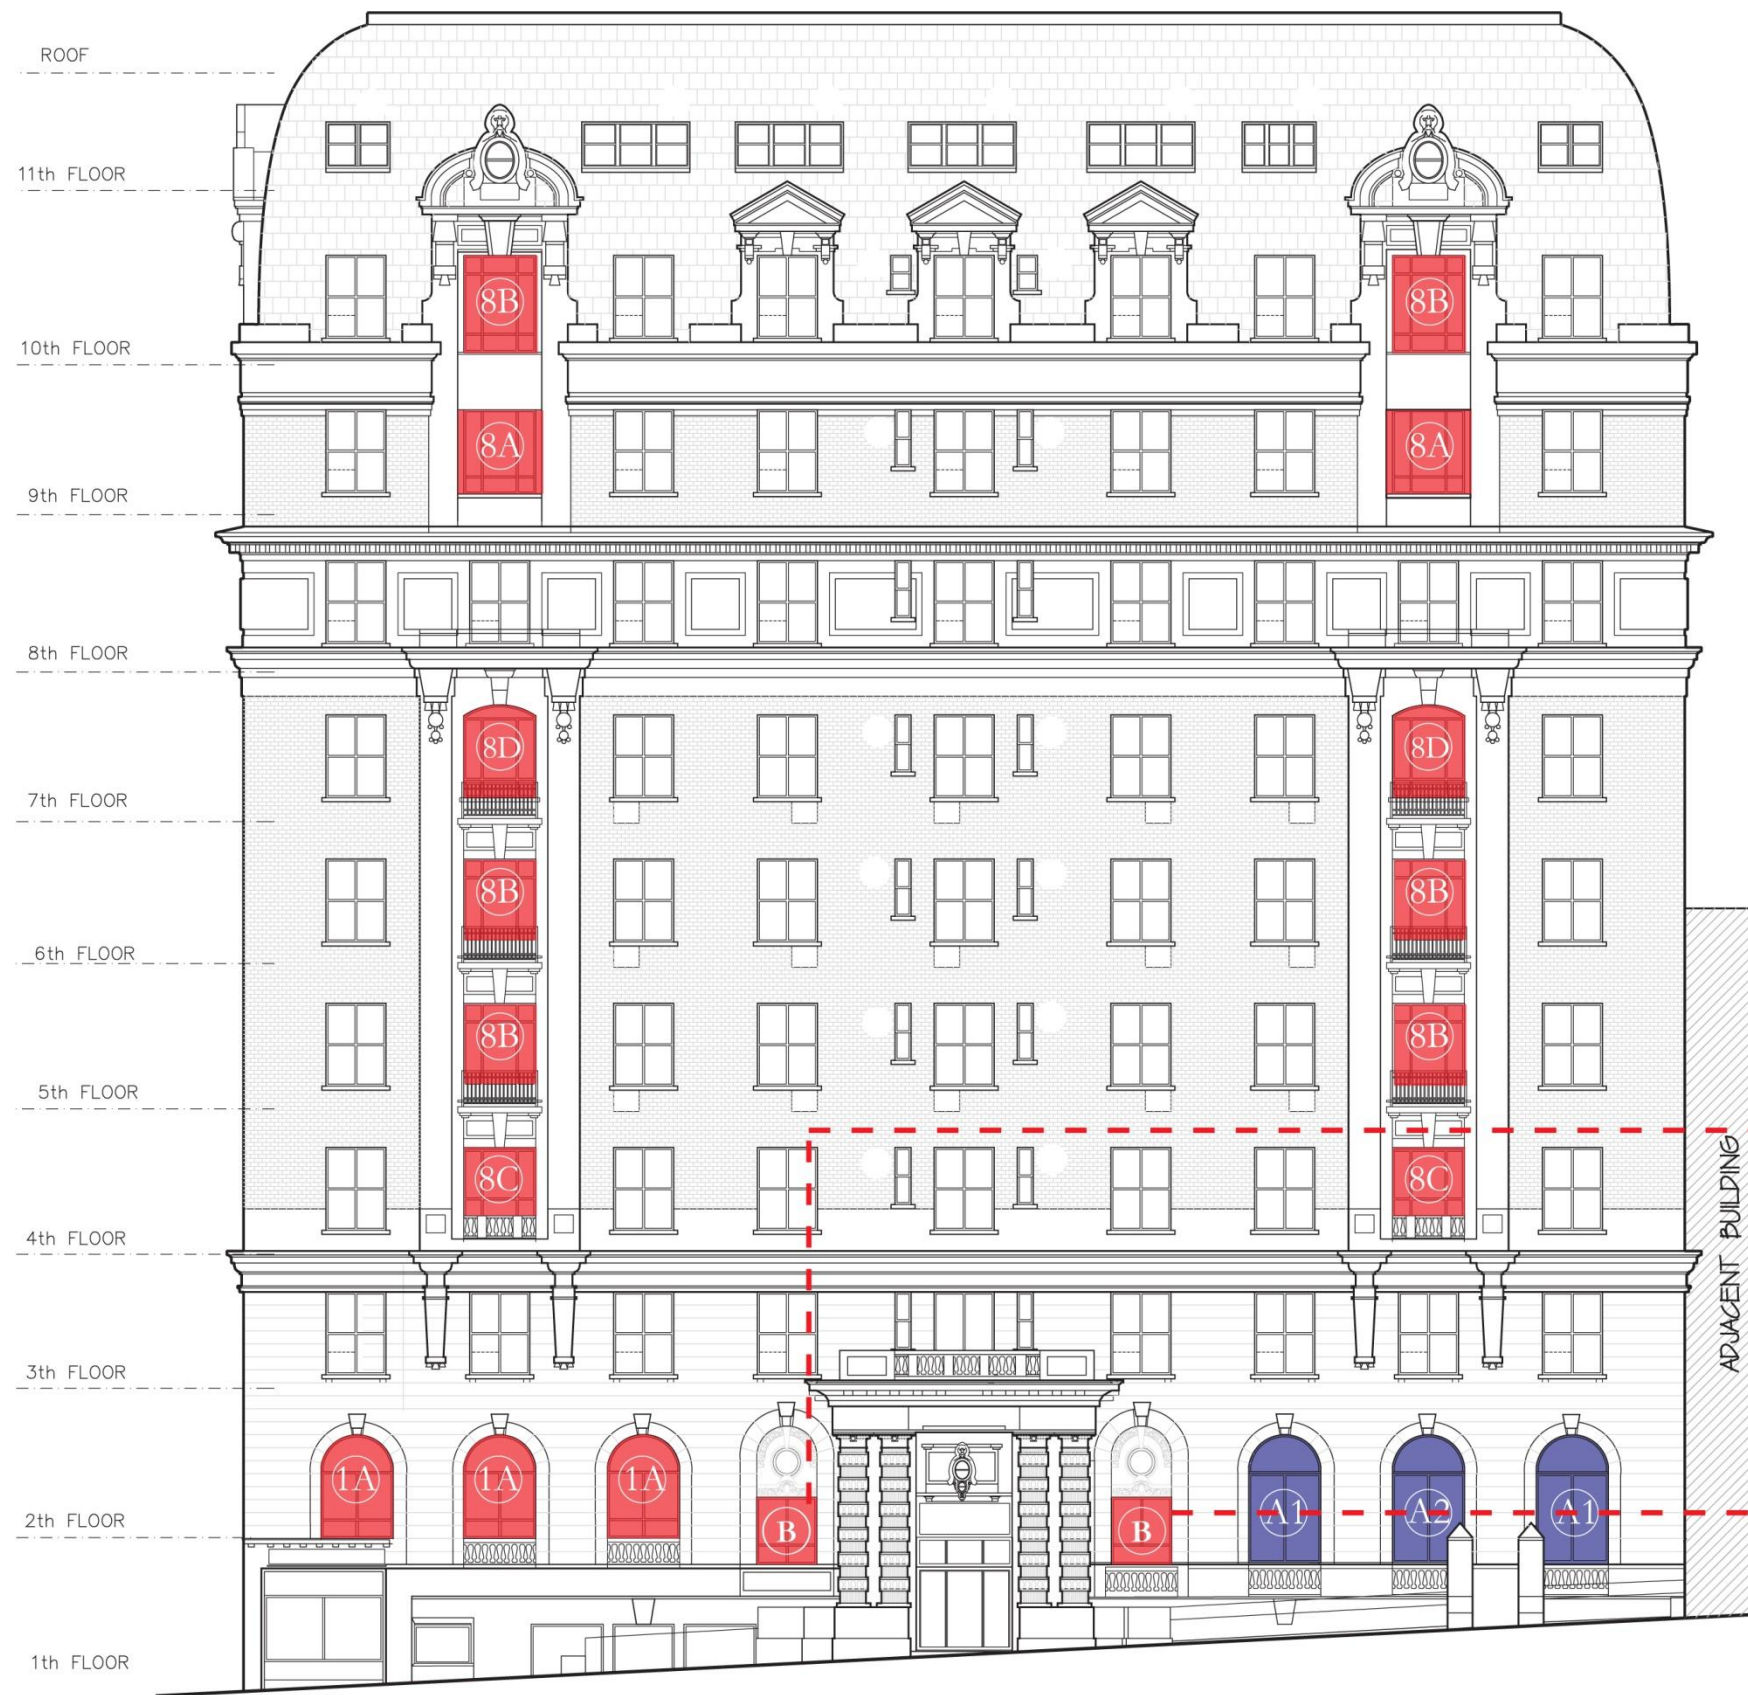 ROOF
11th FLOOR
8B 8B
10th FLOOR
8A 8A
9th FLOOR
8th FLOOR
8D 8D
7th FLOOR
8B 8B
6th FLOOR
8B 8B
5th FLOOR
8C 8C
4th FLOOR
ADJACENT BUILDING
3th FLOOR
1A 1A 1A B B A1 A2 A1
2th FLOOR
1th FLOOR